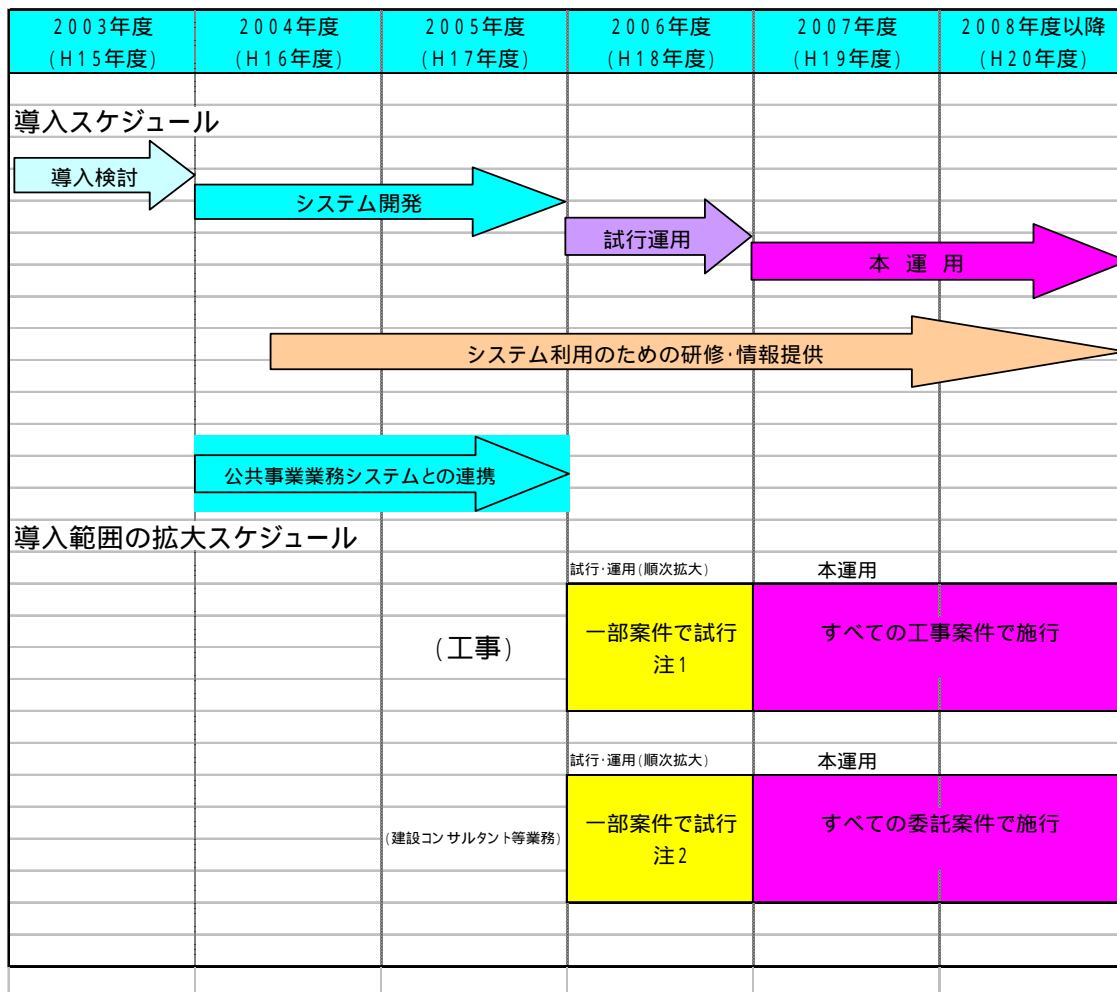 2003年度 2004年度 2005年度 2006年度 2007年度 2008年度以降
(H15年度) (H16年度) (H17年度) (H18年度) (H19年度) (H20年度)
導入スケジュール
導入検討
システム開発
試行運用
本 運 用
システム利用のための研修・情報提供
公共事業業務システムとの連携
導入範囲の拡大スケジュール
試行・運用(順次拡大) 本運用
(工事)
一部案件で試行
注1
すべての工事案件で施行
試行・運用(順次拡大) 本運用
(建設コンサルタント等業務)
一部案件で試行
注2
すべての委託案件で施行